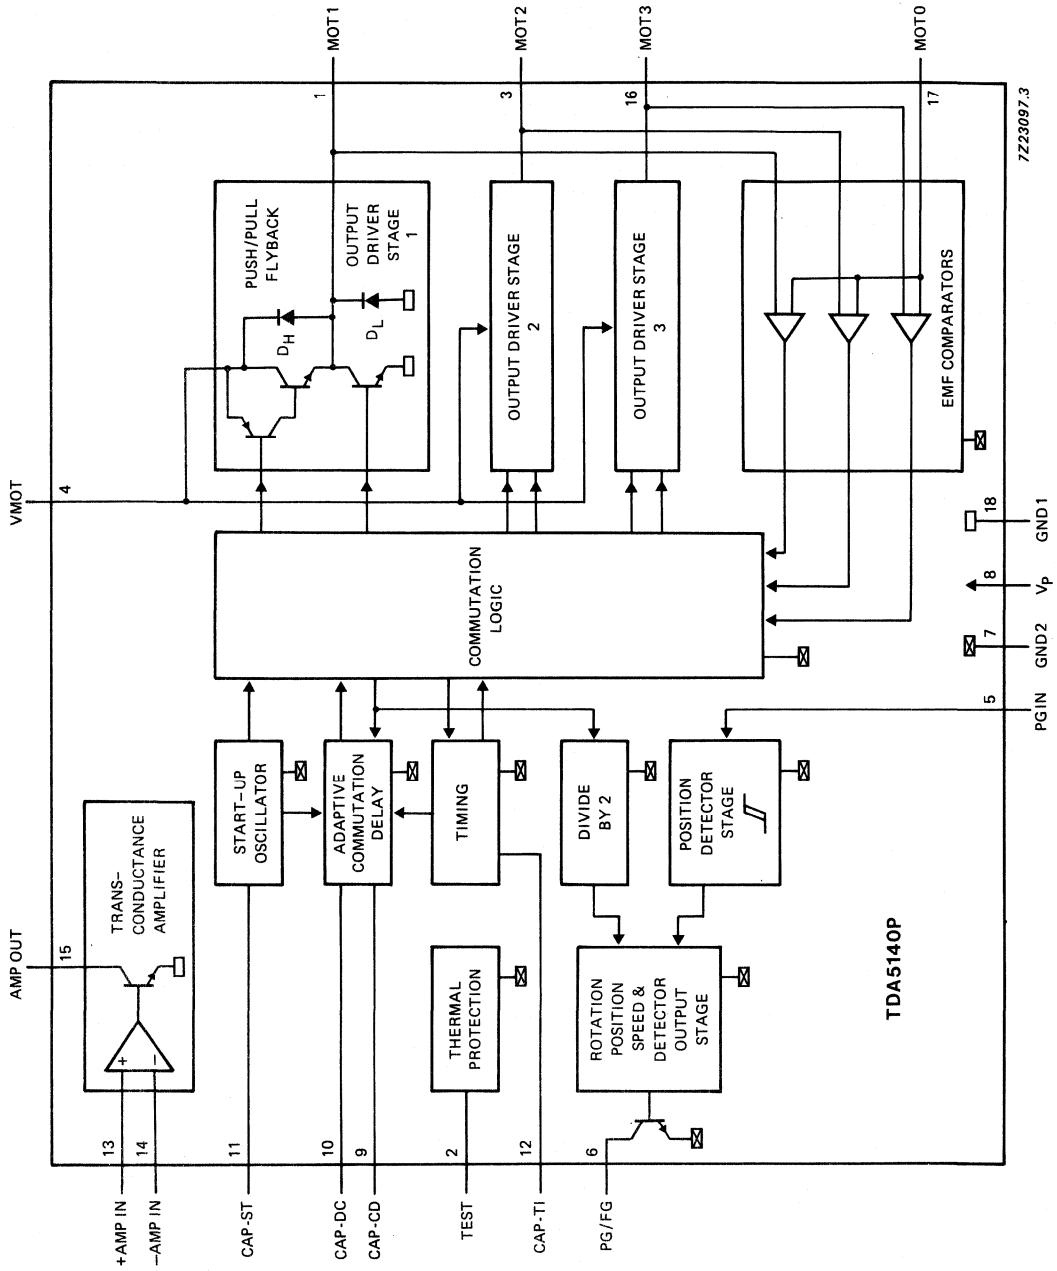 MOT1
MOT2
MOT3
MOT0
1
3
16
17
7Z23097.3
PUSH/PULL
FLYBACK
OUTPUT
DRIVER
STAGE
1
DH
DL
OUTPUT DRIVER STAGE
2
OUTPUT DRIVER STAGE
3
EMF COMPARATORS
VMOT
4
COMMUTATION
LOGIC
18
GND1
8
VP
7
GND2
5
PGIN
START-UP
OSCILLATOR
ADAPTIVE
COMMUTATION
DELAY
TIMING
DIVIDE
BY 2
POSITION
DETECTOR
STAGE
TRANS-
CONDUCTANCE
AMPLIFIER
AMP OUT
15
+
−
THERMAL
PROTECTION
ROTATION
POSITION
SPEED &
DETECTOR
OUTPUT
STAGE
TDA5140P
13
14
11
10
9
2
12
6
+AMP IN
−AMP IN
CAP-ST
CAP-DC
CAP-CD
TEST
CAP-TI
PG/FG